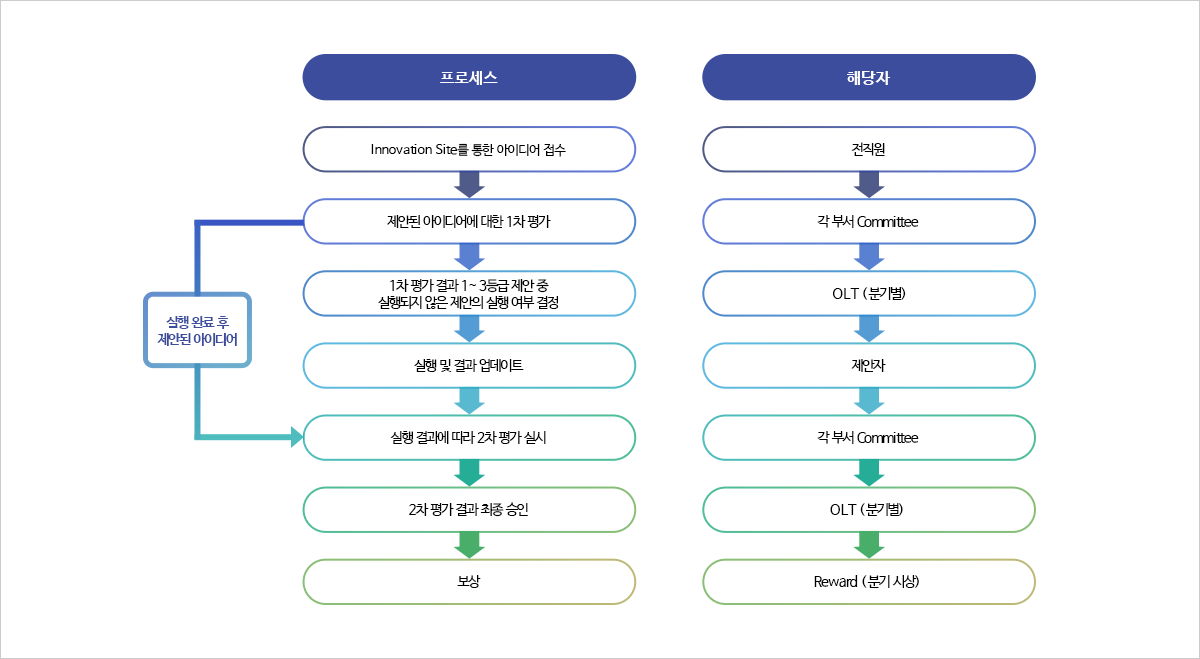 프로세스
해당자
Innovation Site를 통한 아이디어 접수
전직원
제안된 아이디어에 대한 1차 평가
각 부서 Committee
1차 평가 결과 1~ 3등급 제안 중
실행되지 않은 제안의 실행 여부 결정
OLT (분기별)
실행 완료 후
제안된 아이디어
실행 및 결과 업데이트
제안자
실행 결과에 따라 2차 평가 실시
각 부서 Committee
2차 평가 결과 최종 승인
OLT (분기별)
보상
Reward (분기 시상)